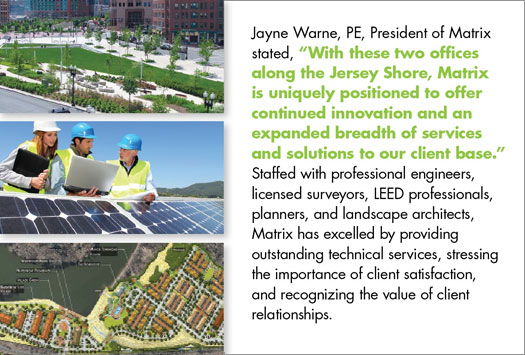 Jayne Warne, PE, President of Matrix
stated, “With these two offices
along the Jersey Shore, Matrix
is uniquely positioned to offer
continued innovation and an
expanded breadth of services
and solutions to our client base.”
Staffed with professional engineers,
licensed surveyors, LEED professionals,
planners, and landscape architects,
Matrix has excelled by providing
outstanding technical services, stressing
the importance of client satisfaction,
and recognizing the value of client
relationships.